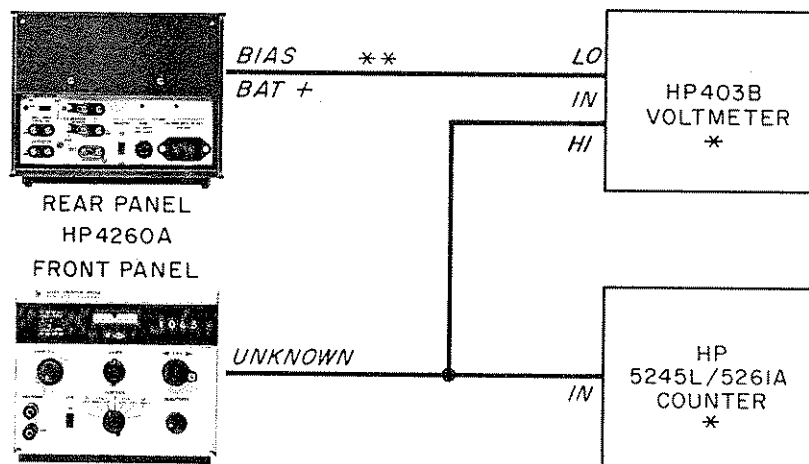 BIAS **
BAT +
LO
IN
HI
HP403B
VOLTMETER
*
REAR PANEL
HP4260A
FRONT PANEL
UNKNOWN
IN
HP
5245L/5261A
COUNTER
*